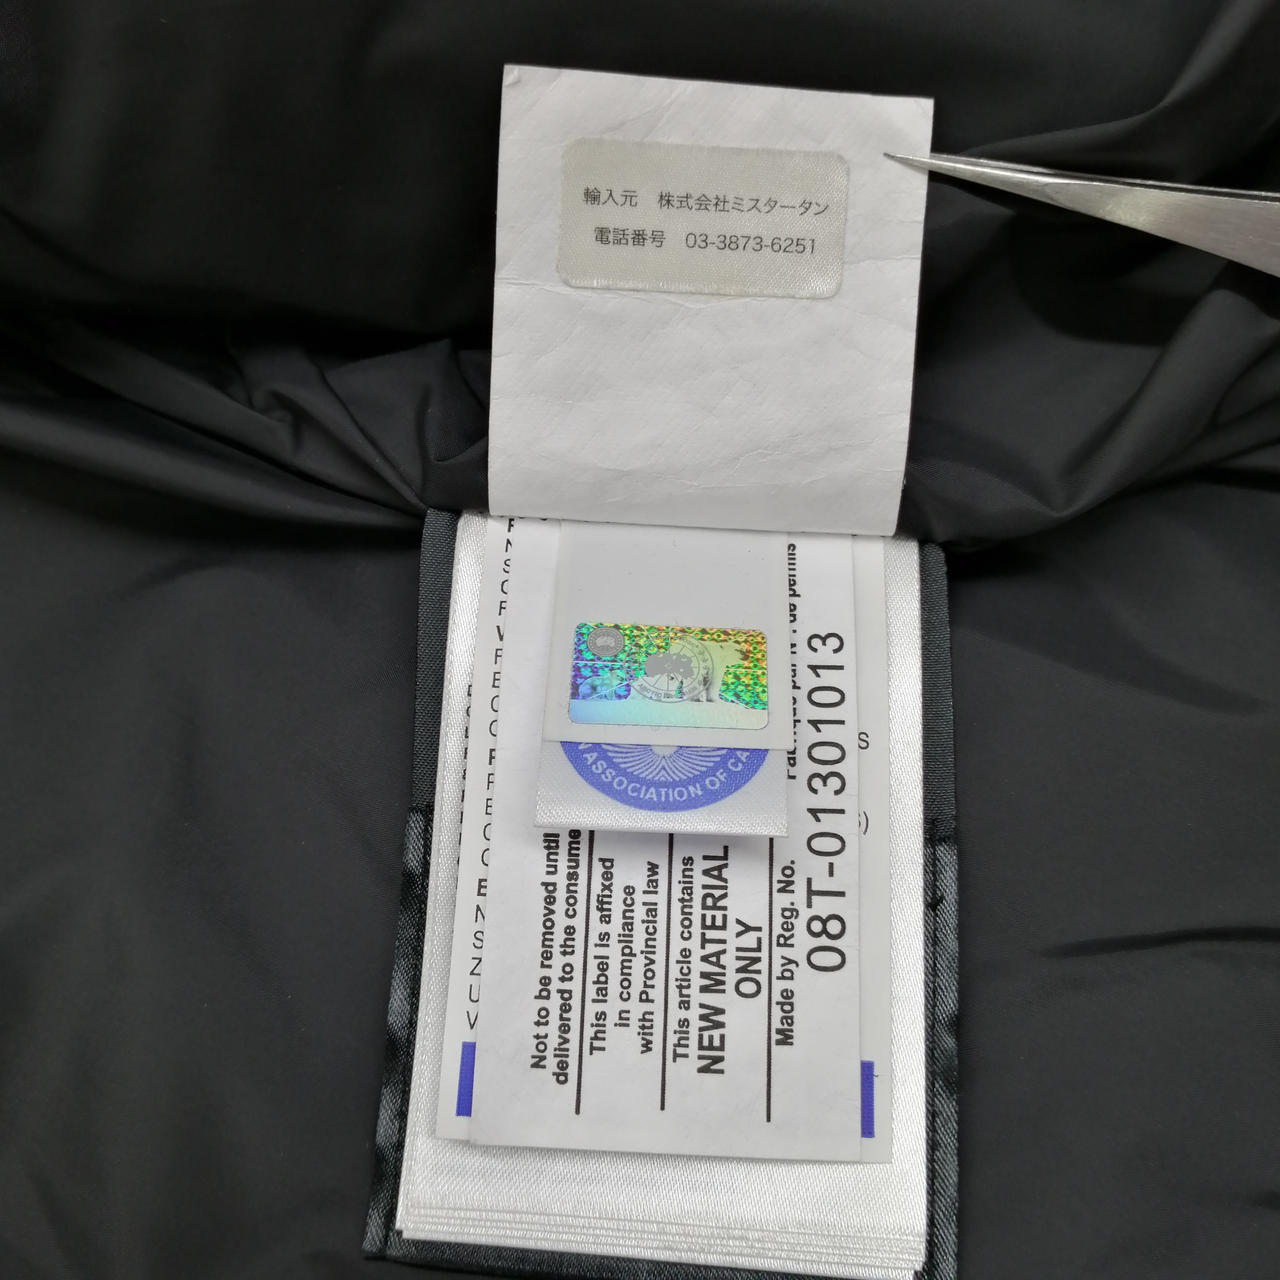 輸入元　株式会社ミスタータン
電話番号　03-3873-6251
ASSOCIATION OF CA
Not to be removed until
delivered to the consume
This label is affixed
in compliance
with Provincial law
This article contains
NEW MATERIAL
ONLY
Made by Reg. No.
08T-01301013
de permis